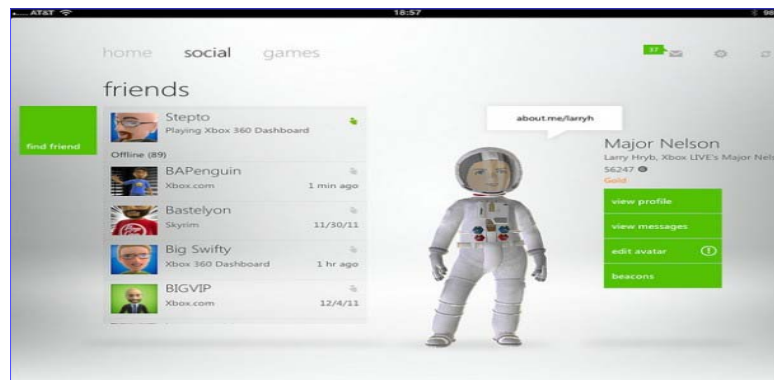 AT&T 18:57 98
home social games
37
friends
find friend
Stepto
Playing Xbox 360 Dashboard
Offline (89)
BAPenguin
Xbox.com 1 min ago
Bastelyon
Skyrim 11/30/11
Big Swifty
Xbox 360 Dashboard 1 hr ago
BIGVIP
Xbox.com 12/4/11
about.me/larryh
Major Nelson
Larry Hryb, Xbox LIVE's Major Nels
56247 G
Gold
view profile
view messages
edit avatar
beacons